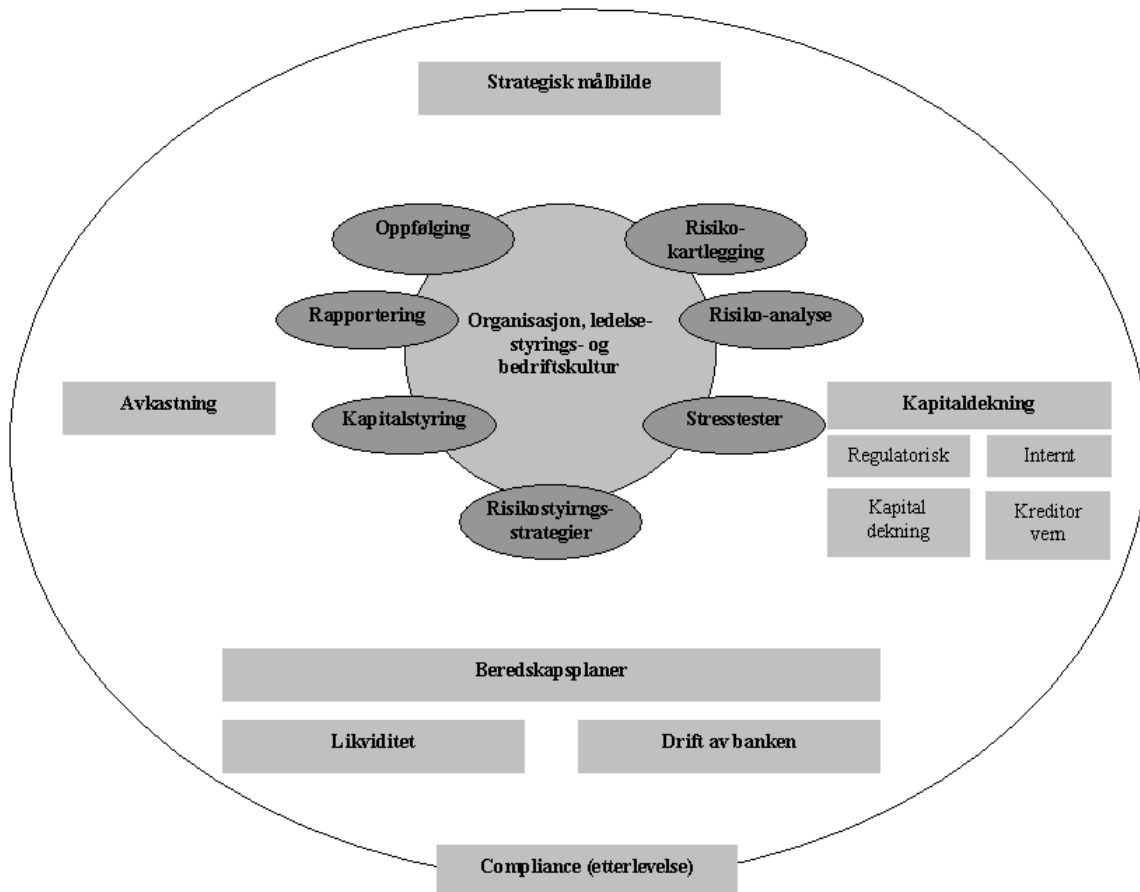 Strategisk målbilde
Oppfølging
Risiko-
kartlegging
Rapportering
Organisasjon, ledelse-
styrings- og
bedriftskultur
Risiko-analyse
Avkastning
Kapitalstyring
Stresstester
Kapitaldekning
Regulatorisk
Internt
Kapital
dekning
Kreditor
vern
Risikostyirngs-
strategier
Beredskapsplaner
Likviditet
Drift av banken
Compliance (etterlevelse)